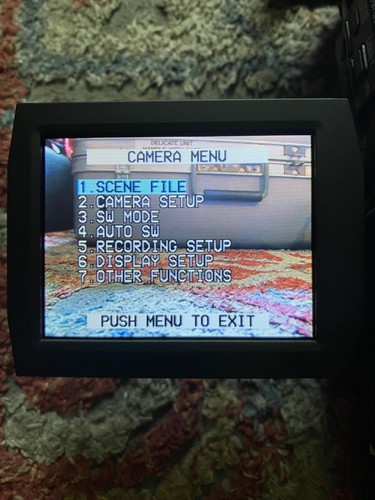 DELICATE UNIT
CAMERA MENU
1.SCENE FILE
2.CAMERA SETUP
3.SW MODE
4.AUTO SW
5.RECORDING SETUP
6.DISPLAY SETUP
7.OTHER FUNCTIONS
PUSH MENU TO EXIT